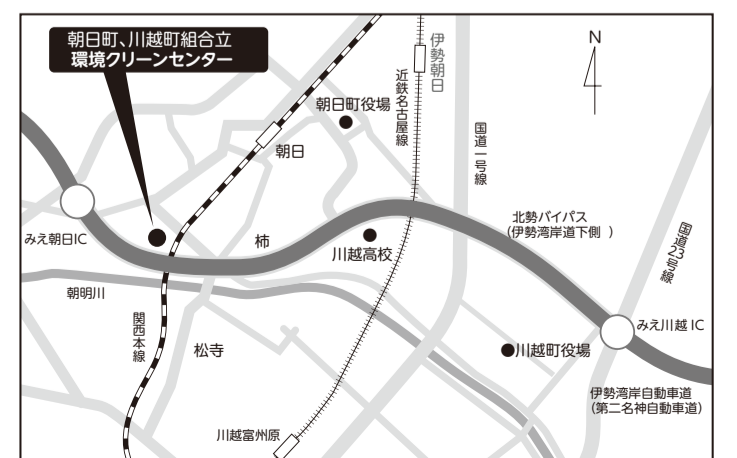 朝日町、川越町組合立
環境クリーンセンター
伊勢朝日
N
近鉄名古屋線
朝日町役場
国道一号線
朝日
北勢バイパス
(伊勢湾岸道下側 )
国道23号線
みえ朝日IC
柿
川越高校
朝明川
関西本線
松寺
みえ川越 IC
川越町役場
伊勢湾岸自動車道
(第二名神自動車道)
川越富州原